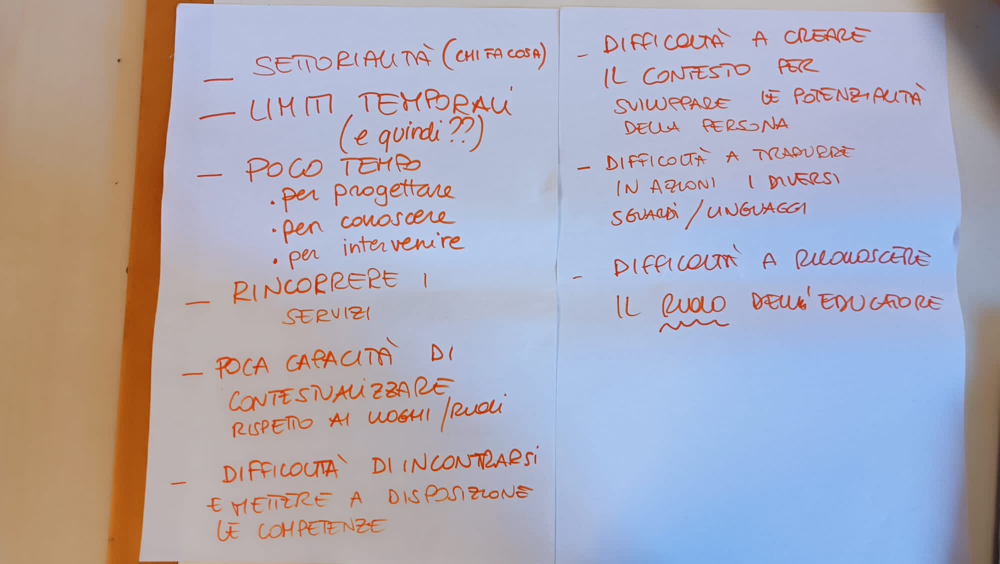 — SETTORIALITÀ (CHI FA COSA)
— LIMITI TEMPORALI
(e quindi??)
— POCO TEMPO
. per progettare
. per conoscere
. per intervenire
— RINCORRERE I
SERVIZI
— POCA CAPACITÀ DI
CONTESTUALIZZARE
RISPETTO AI LUOGHI/RUOLI
— DIFFICOLTÀ DI INCONTRARSI
E METTERE A DISPOSIZIONE
LE COMPETENZE
— DIFFICOLTÀ A CREARE
IL CONTESTO PER
SVILUPPARE LE POTENZIALITÀ
DELLA PERSONA
— DIFFICOLTÀ A TRADURRE
IN AZIONI I DIVERSI
SGUARDI/LINGUAGGI
— DIFFICOLTÀ A RICONOSCERE
IL RUOLO DELL'EDUCATORE